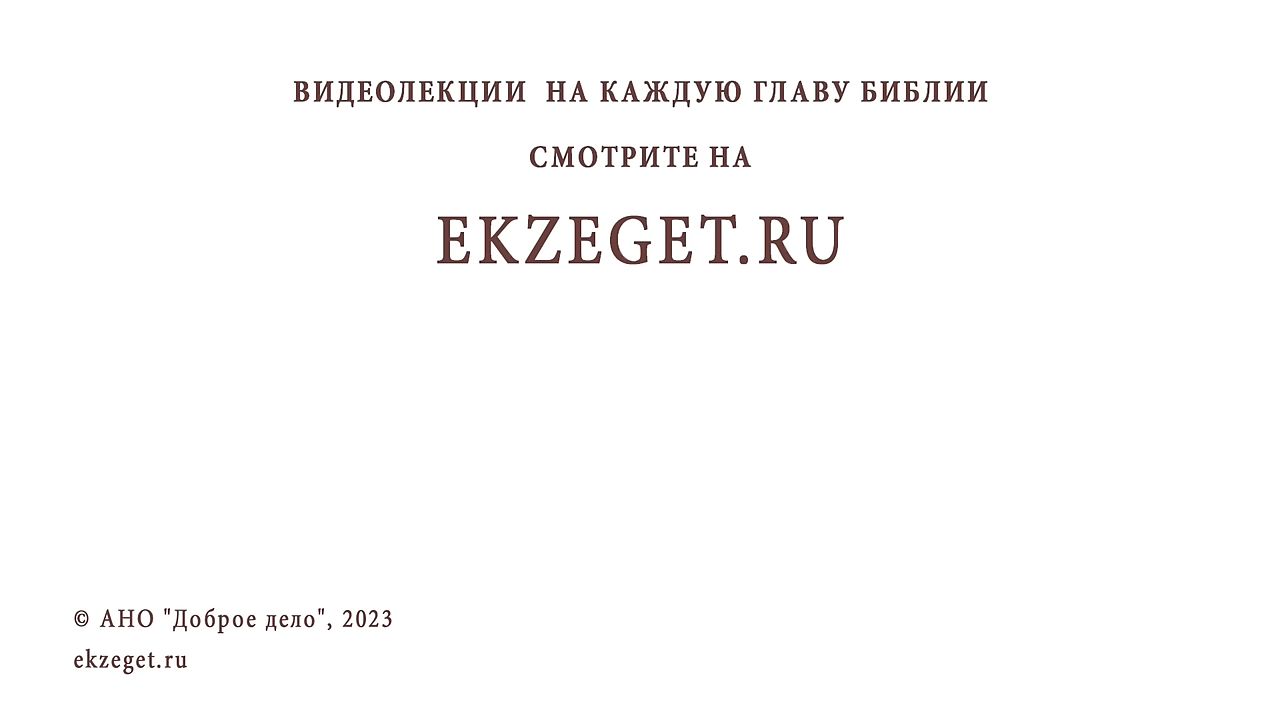 ВИДЕОЛЕКЦИИ НА КАЖДУЮ ГЛАВУ БИБЛИИ
СМОТРИТЕ НА
EKZEGET.RU
© АНО "Доброе дело", 2023
ekzeget.ru